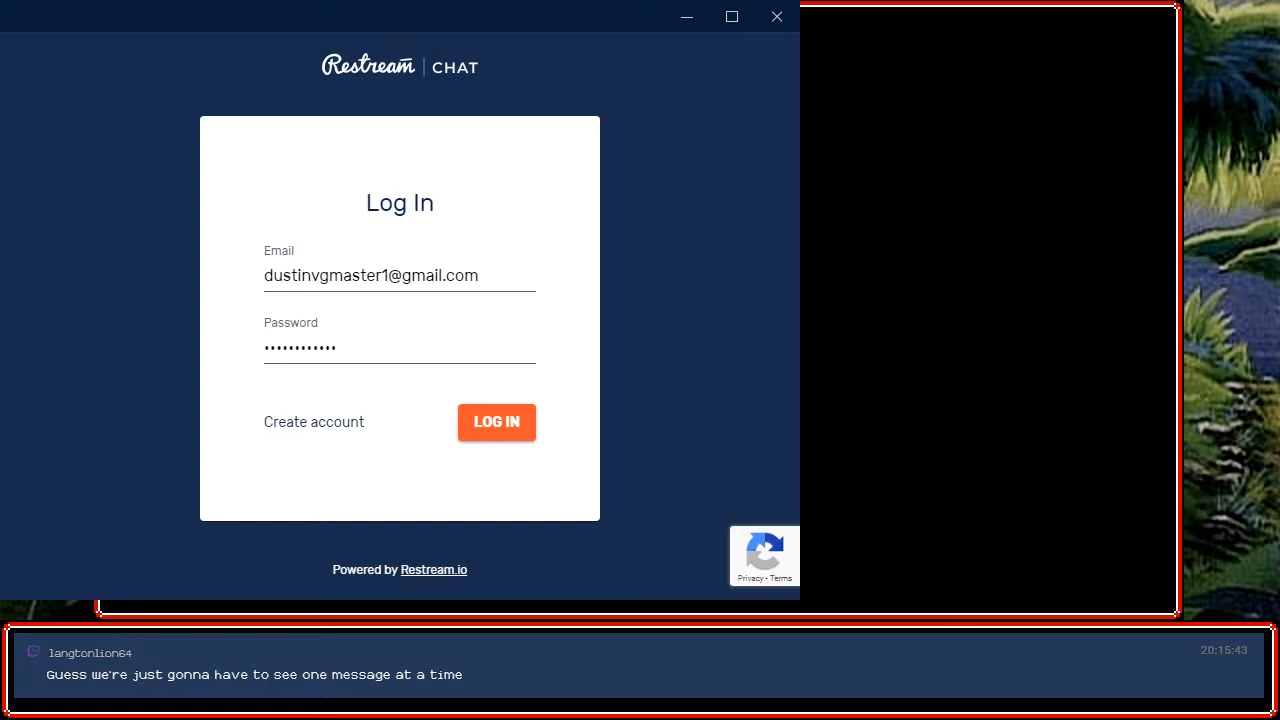 Restream | CHAT
Log In
Email
dustinvgmaster1@gmail.com
Password
••••••••••••
Create account
LOG IN
Privacy • Terms
Powered by Restream.io
langtonlion64
20:15:43
Guess we're just gonna have to see one message at a time